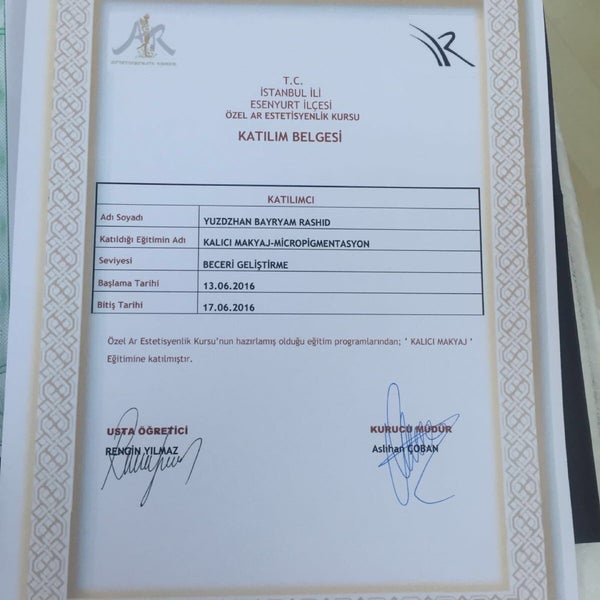 AR
R
T.C.
İSTANBUL İLİ
ESENYURT İLÇESİ
ÖZEL AR ESTETİSYENLİK KURSU
KATILIM BELGESİ
KATILIMCI
Adı Soyadı YUZDZHAN BAYRYAM RASHID
Katıldığı Eğitimin Adı KALICI MAKYAJ-MİCROPİGMENTASYON
Seviyesi BECERİ GELİŞTİRME
Başlama Tarihi 13.06.2016
Bitiş Tarihi 17.06.2016
Özel Ar Estetisyenlik Kursu'nun hazırlamış olduğu eğitim programlarından; ' KALICI MAKYAJ '
Eğitimine katılmıştır.
USTA ÖĞRETİCİ KURUCU MÜDÜR
RENGİN YILMAZ Aslıhan ÇOBAN